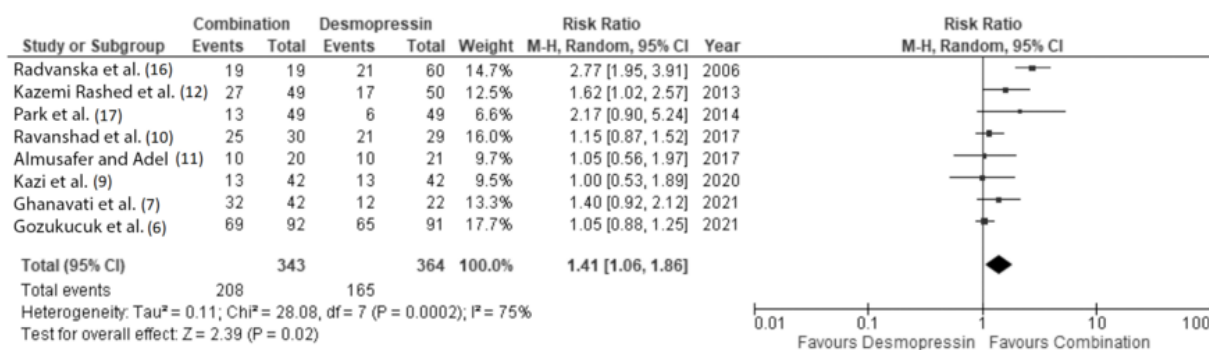 Combination Desmopressin Risk Ratio Risk Ratio
Study or Subgroup Events Total Events Total Weight M-H, Random, 95% CI Year M-H, Random, 95% CI
Radvanska et al. (16) 19 19 21 60 14.7% 2.77 [1.95, 3.91] 2006
Kazemi Rashed et al. (12) 27 49 17 50 12.5% 1.62 [1.02, 2.57] 2013
Park et al. (17) 13 49 6 49 6.6% 2.17 [0.90, 5.24] 2014
Ravanshad et al. (10) 25 30 21 29 16.0% 1.15 [0.87, 1.52] 2017
Almusafer and Adel (11) 10 20 10 21 9.7% 1.05 [0.56, 1.97] 2017
Kazi et al. (9) 13 42 13 42 9.5% 1.00 [0.53, 1.89] 2020
Ghanavati et al. (7) 32 42 12 22 13.3% 1.40 [0.92, 2.12] 2021
Gozukucuk et al. (6) 69 92 65 91 17.7% 1.05 [0.88, 1.25] 2021
Total (95% CI) 343 364 100.0% 1.41 [1.06, 1.86]
Total events 208 165
Heterogeneity: Tau² = 0.11; Chi² = 28.08, df = 7 (P = 0.0002); I² = 75%
Test for overall effect: Z = 2.39 (P = 0.02)
0.01 0.1 1 10 100
Favours Desmopressin Favours Combination